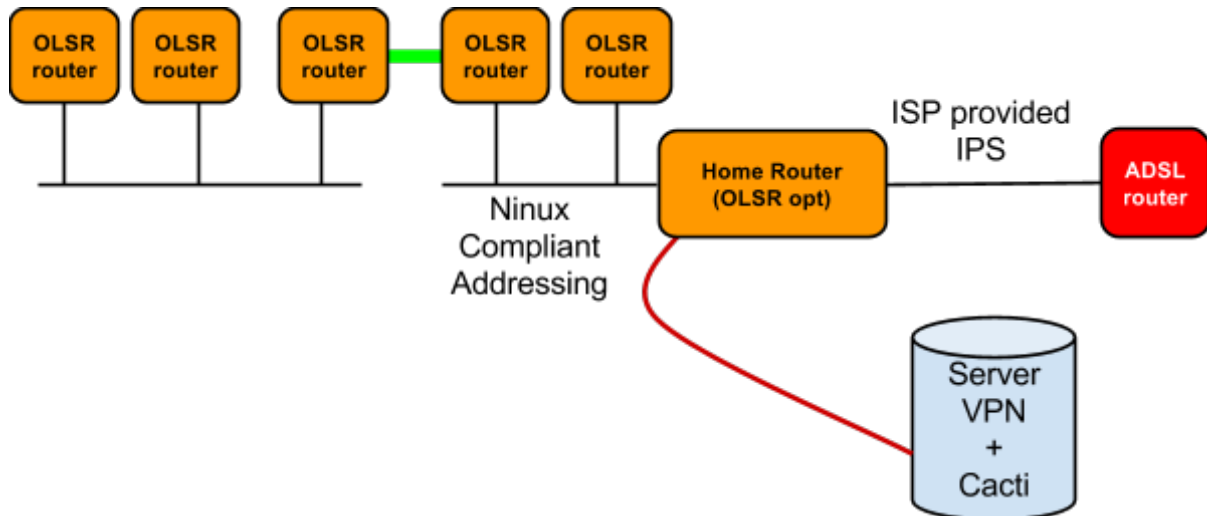 OLSR
router
OLSR
router
OLSR
router
OLSR
router
OLSR
router
ISP provided
IPS
Home Router
(OLSR opt)
ADSL
router
Ninux
Compliant
Addressing
Server
VPN
+
Cacti